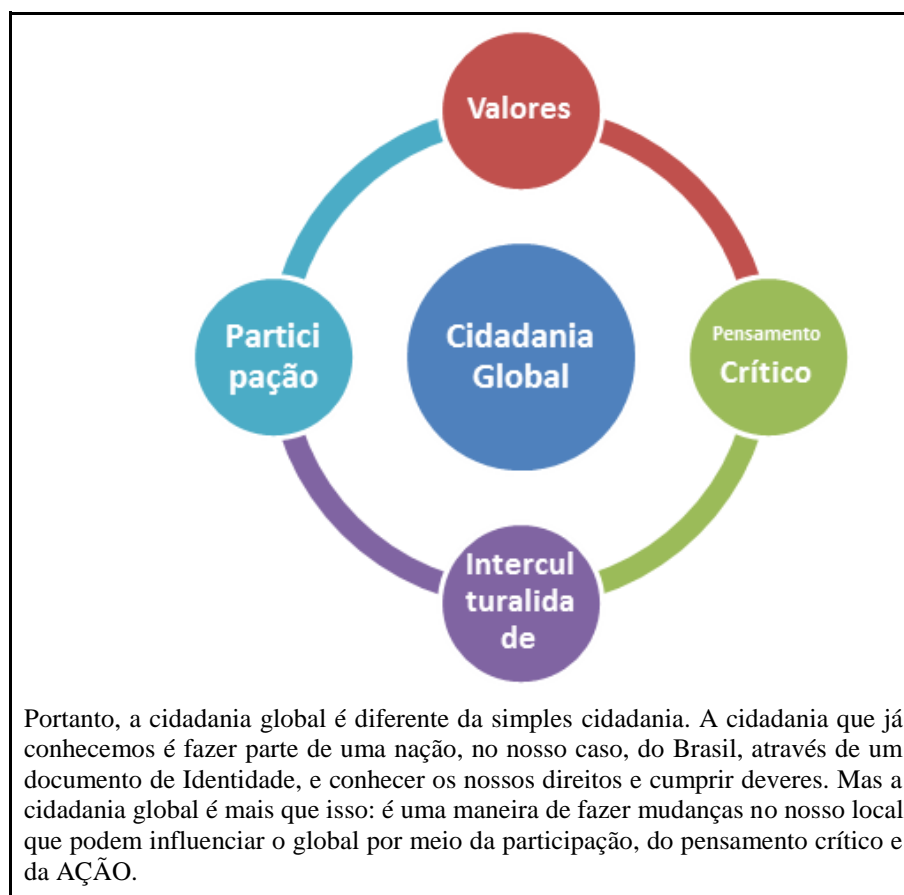 Valores
Partici
pação
Cidadania
Global
Pensamento
Crítico
Intercul
turalida
de
Portanto, a cidadania global é diferente da simples cidadania. A cidadania que já
conhecemos é fazer parte de uma nação, no nosso caso, do Brasil, através de um
documento de Identidade, e conhecer os nossos direitos e cumprir deveres. Mas a
cidadania global é mais que isso: é uma maneira de fazer mudanças no nosso local
que podem influenciar o global por meio da participação, do pensamento crítico e
da AÇÃO.